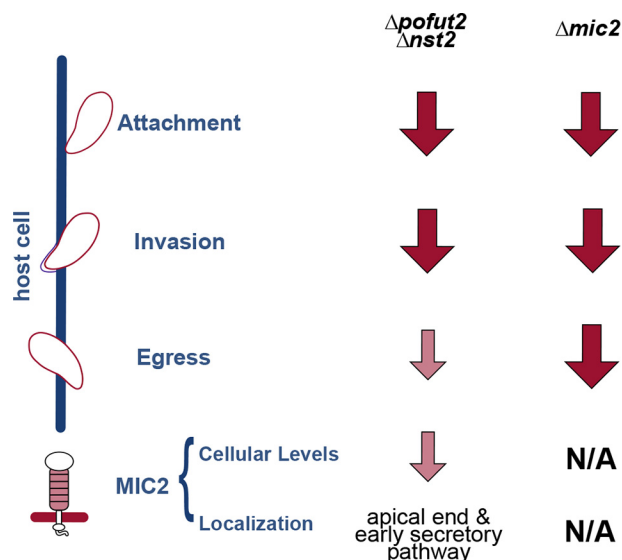 Δpofut2
Δnst2
Δmic2
Attachment
host cell
Invasion
Egress
MIC2
Cellular Levels
N/A
Localization
apical end &
early secretory
pathway
N/A